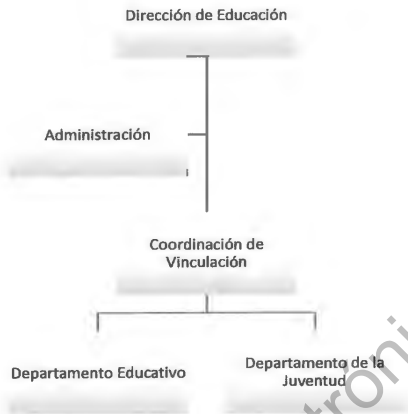 Dirección de Educación
Administración
Coordinación de
Vinculación
Departamento Educativo
Departamento de la
Juventud